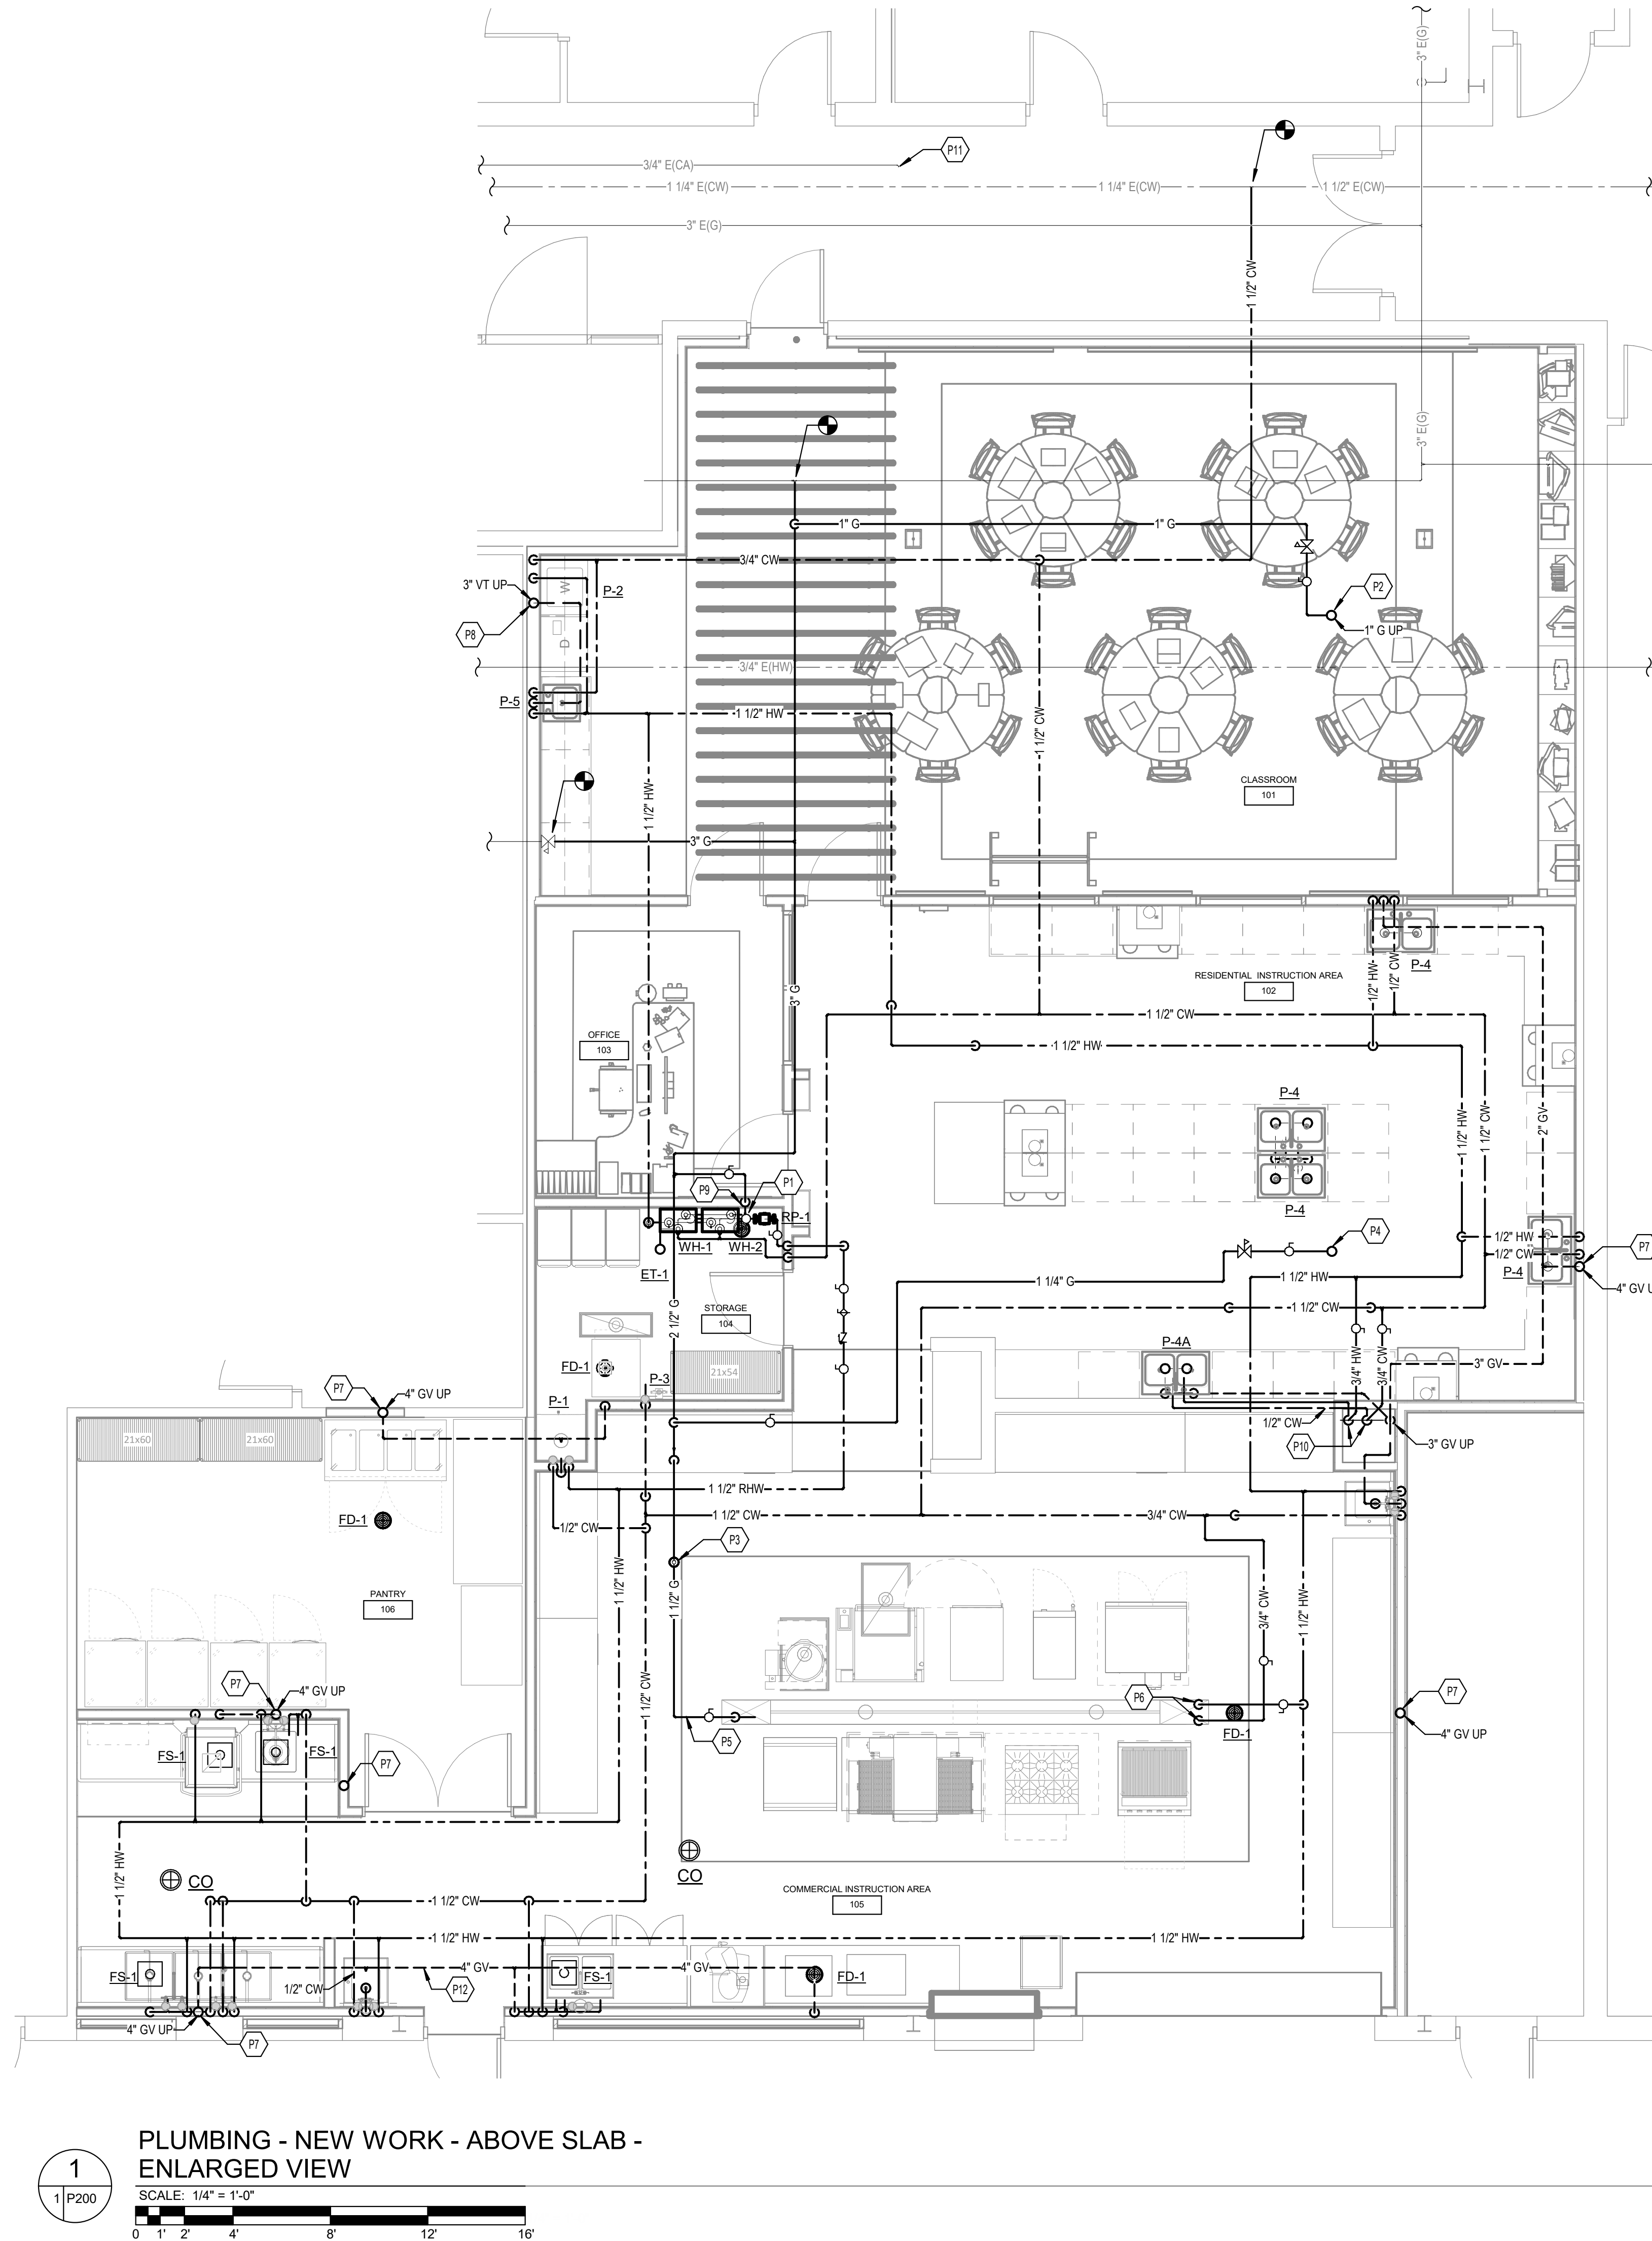 3" E(G)
P11
3/4" E(CA)
1 1/4" E(CW)
1 1/4" E(CW)
1 1/2" E(CW)
3" E(G)
1 1/2" CW
3" E(G)
1" G
1" G
3/4" CW
3" VT UP
P-2
W
P2
1" G UP
P8
D
3/4" E(HW)
P-5
1 1/2" HW
1 1/2" CW
1 1/2" HW
CLASSROOM
101
3" G
RESIDENTIAL INSTRUCTION AREA
102
1/2" HW
1/2" CW
P-4
3" G
1 1/2" CW
OFFICE
103
1 1/2" HW
P-4
1 1/2" HW
1 1/2" CW
2" GV
P9
P1
RP-1
P-4
P4
1/2" HW
1/2" CW
P7
WH-1
WH-2
P-4
4" GV U
ET-1
1 1/4" G
1 1/2" HW
1 1/2" CW
STORAGE
104
2 1/2" G
P-4A
3/4" HW
3/4" CW
3" GV
FD-1
21x54
P-3
P7
4" GV UP
P-1
1/2" CW
P10
3" GV UP
21x60
21x60
1 1/2" RHW
1 1/2" CW
3/4" CW
FD-1
1/2" CW
P3
PANTRY
106
1 1/2" HW
1 1/2" G
3/4" CW
1 1/2" HW
1 1/2" CW
P7
4" GV UP
P6
P7
FD-1
4" GV UP
P5
FS-1
FS-1
P7
1 1/2" HW
CO
CO
COMMERCIAL INSTRUCTION AREA
105
1 1/2" CW
1 1/2" HW
1 1/2" HW
FS-1
1/2" CW
4" GV
P12
FS-1
4" GV
FD-1
4" GV UP
P7
1
1 P200
PLUMBING - NEW WORK - ABOVE SLAB -
ENLARGED VIEW
SCALE: 1/4" = 1'-0"
0 1' 2' 4' 8' 12' 16'